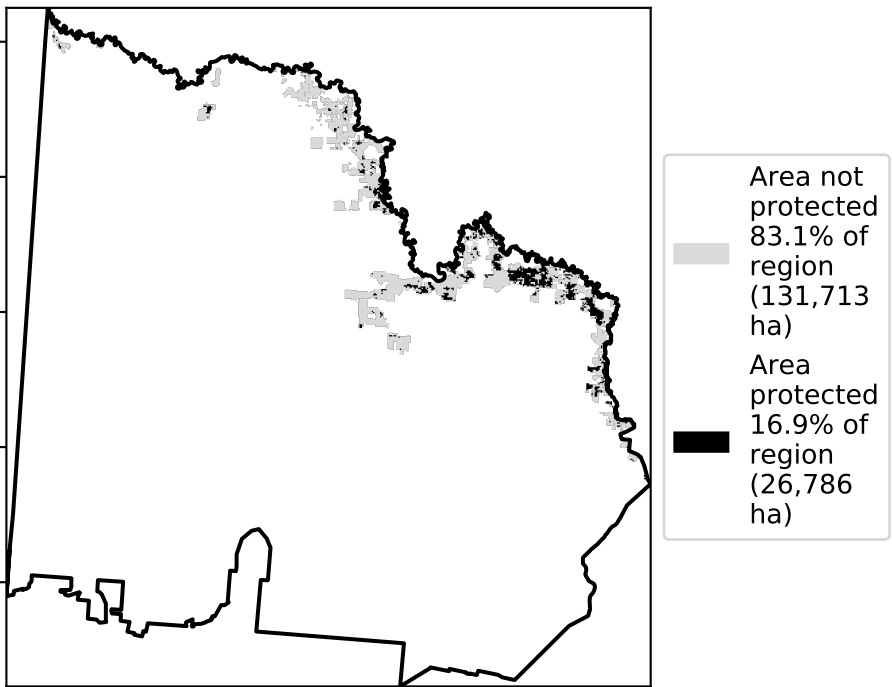 Area not
protected
83.1% of
region
(131,713
ha)
Area
protected
16.9% of
region
(26,786
ha)